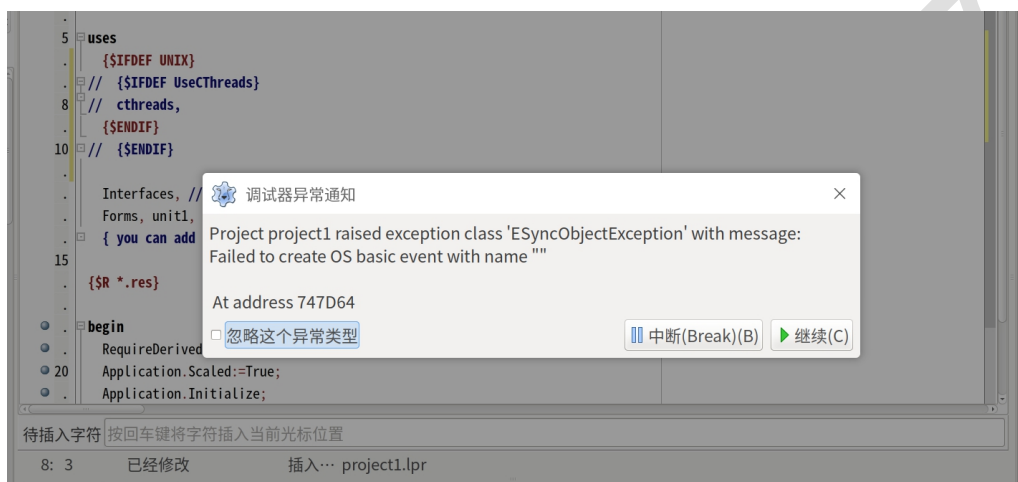 5 uses
{$IFDEF UNIX}
// {$IFDEF UseCThreads}
8 // cthreads,
{$ENDIF}
10 // {$ENDIF}
Interfaces, //
Forms, unit1,
{ you can add
15
{$R *.res}
begin
RequireDerived
20 Application.Scaled:=True;
Application.Initialize;
调试器异常通知
Project project1 raised exception class 'ESyncObjectException' with message:
Failed to create OS basic event with name ""
At address 747D64
忽略这个异常类型
中断(Break)(B) 继续(C)
待插入字符 按回车键将字符插入当前光标位置
8: 3 已经修改 插入… project1.lpr